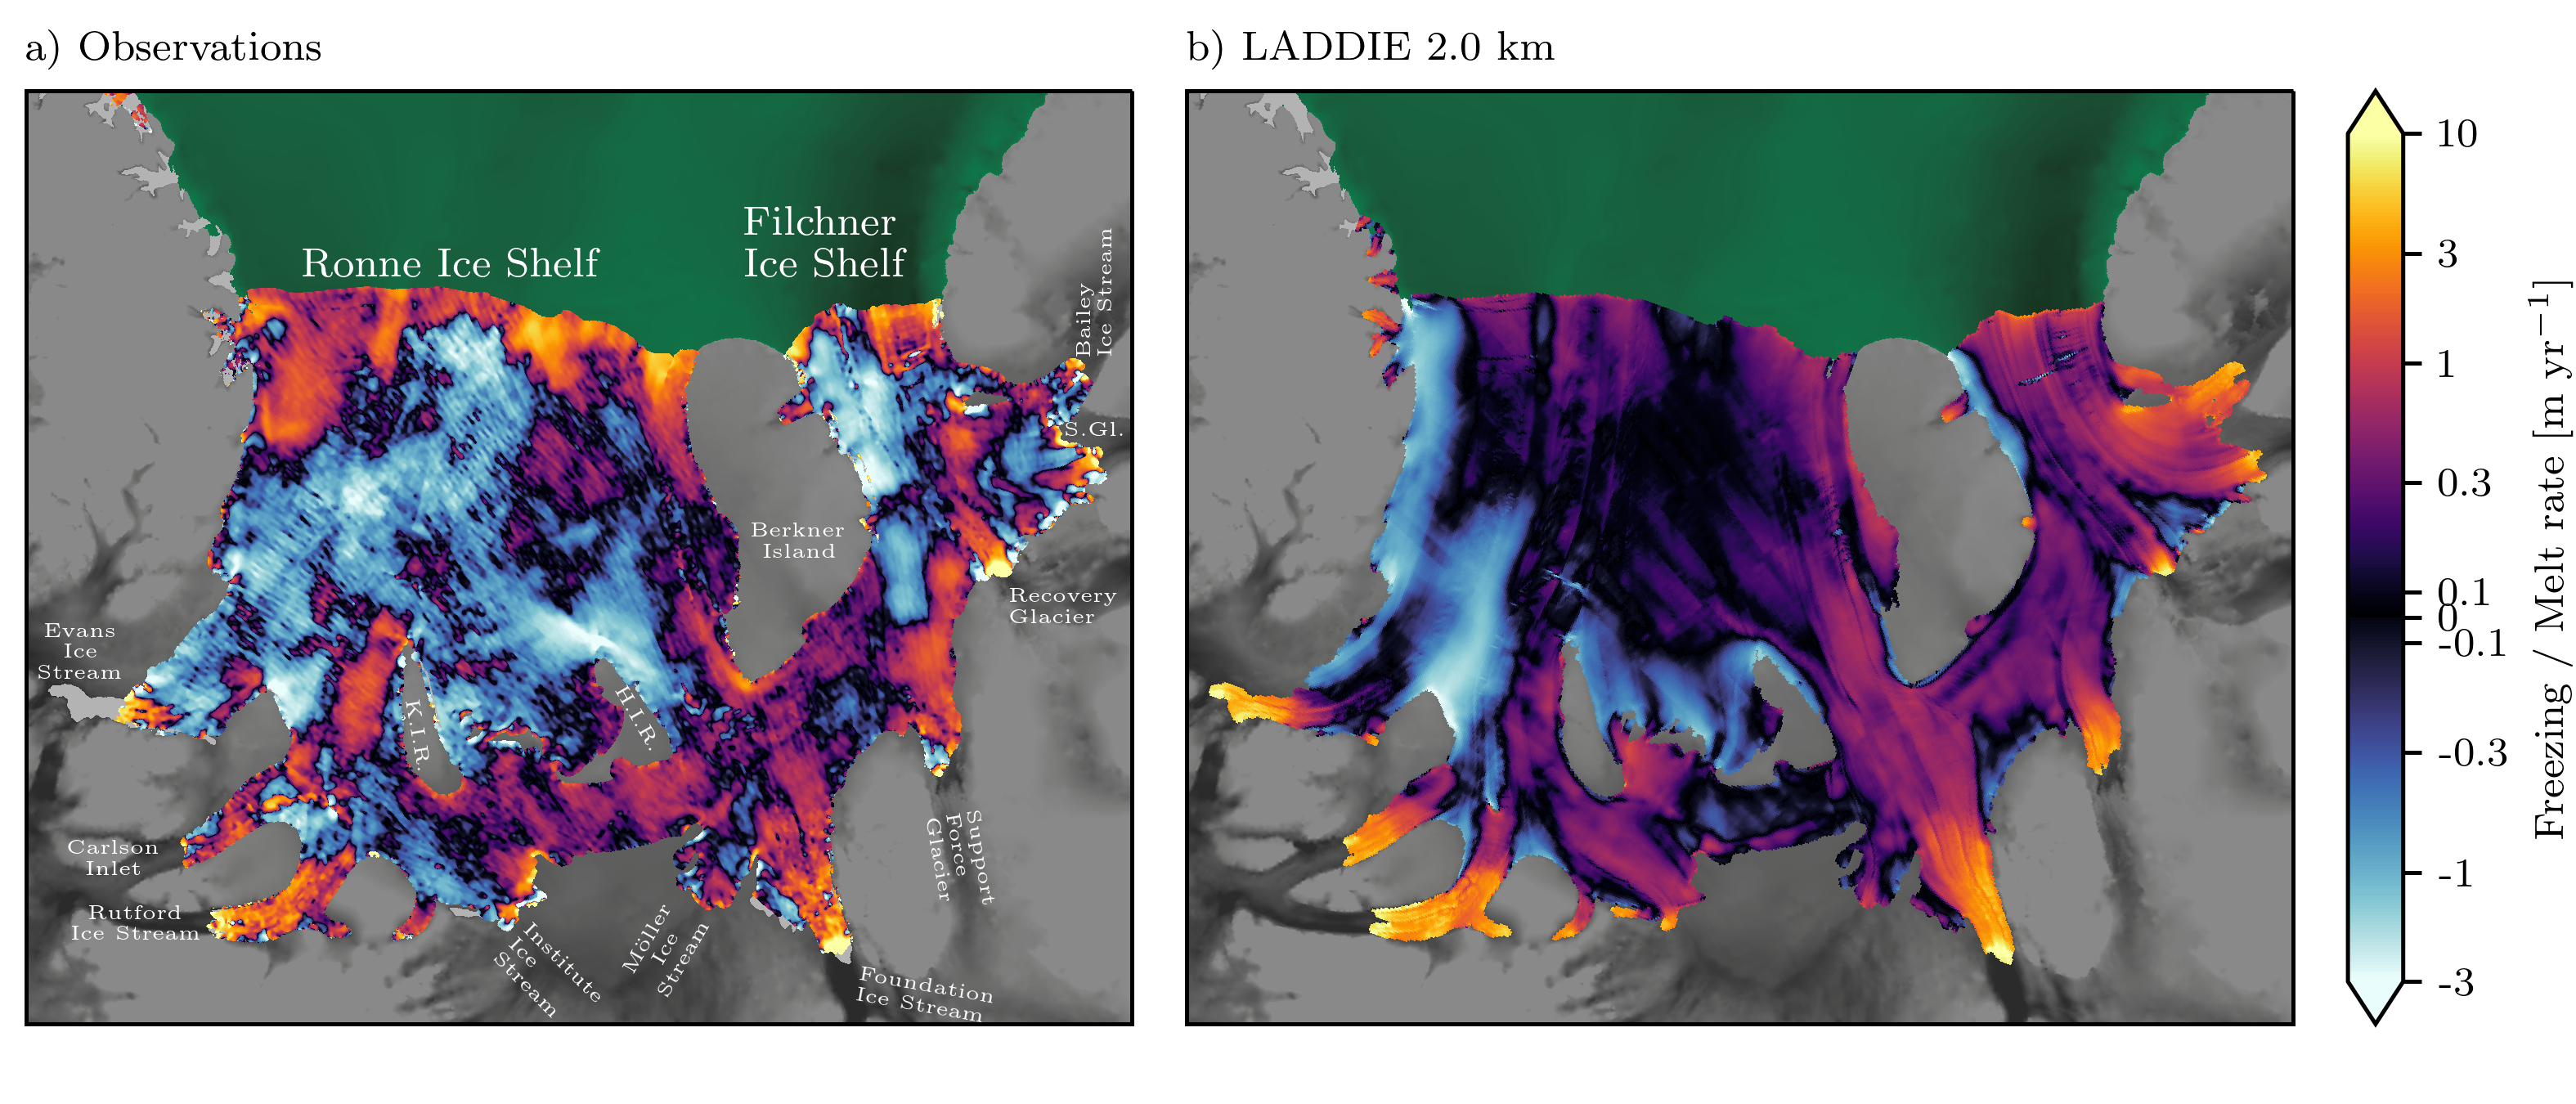 a) Observations
b) LADDIE 2.0 km
Filchner
Ice Shelf
Ronne Ice Shelf
Bailey
Ice Stream
S.Gl.
Berkner
Island
Recovery
Glacier
Evans
Ice
Stream
K.I.R.
H.I.R.
Carlson
Inlet
Rutford
Ice Stream
Institute
Ice
Stream
Möller
Ice
Stream
Support
Force
Glacier
Foundation
Ice Stream
10
3
1
0.3
0.1
0
-0.1
-0.3
-1
-3
Freezing / Melt rate [m yr⁻¹]